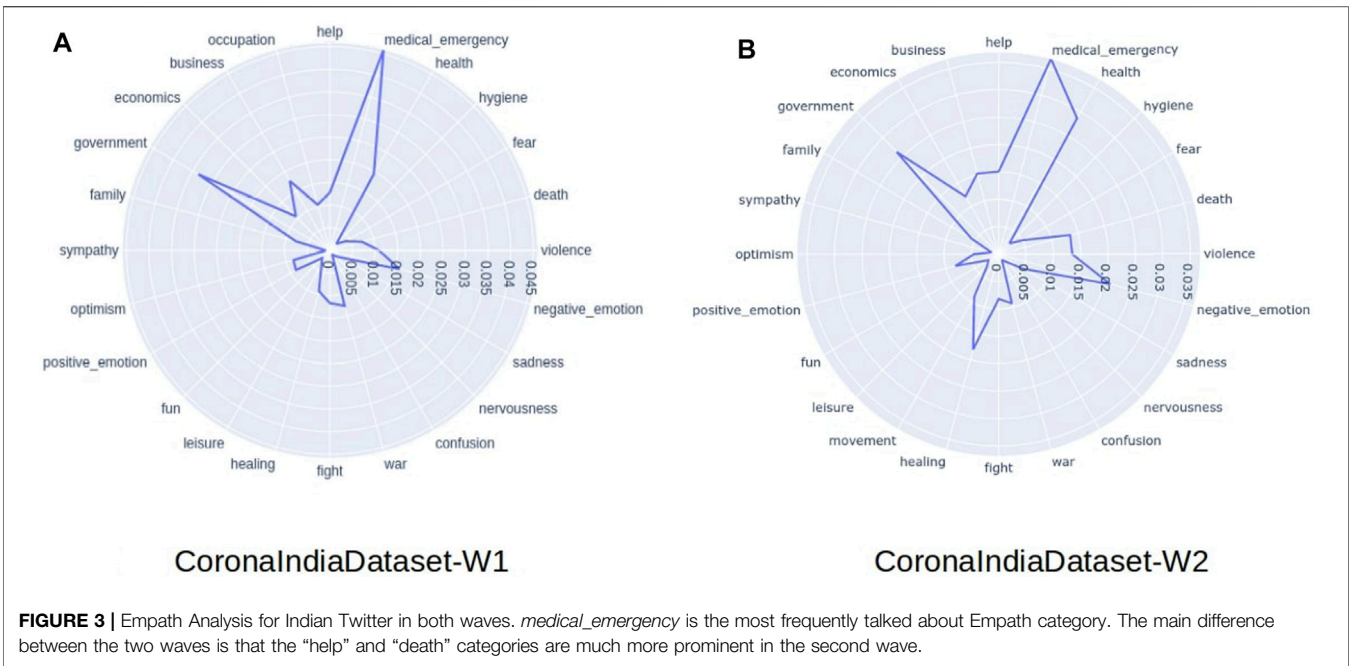 A
help
medical_emergency
health
hygiene
fear
death
violence
negative_emotion
sadness
nervousness
confusion
war
fight
healing
leisure
fun
positive_emotion
optimism
sympathy
family
government
economics
business
occupation
0
0.005
0.01
0.015
0.02
0.025
0.03
0.035
0.04
0.045
CoronaIndiaDataset-W1
B
help
medical_emergency
health
hygiene
fear
death
violence
negative_emotion
sadness
nervousness
confusion
war
fight
healing
movement
leisure
fun
positive_emotion
optimism
sympathy
family
government
economics
business
0
0.005
0.01
0.015
0.02
0.025
0.03
0.035
CoronaIndiaDataset-W2
FIGURE 3 | Empath Analysis for Indian Twitter in both waves. medical_emergency is the most frequently talked about Empath category. The main difference
between the two waves is that the “help” and “death” categories are much more prominent in the second wave.